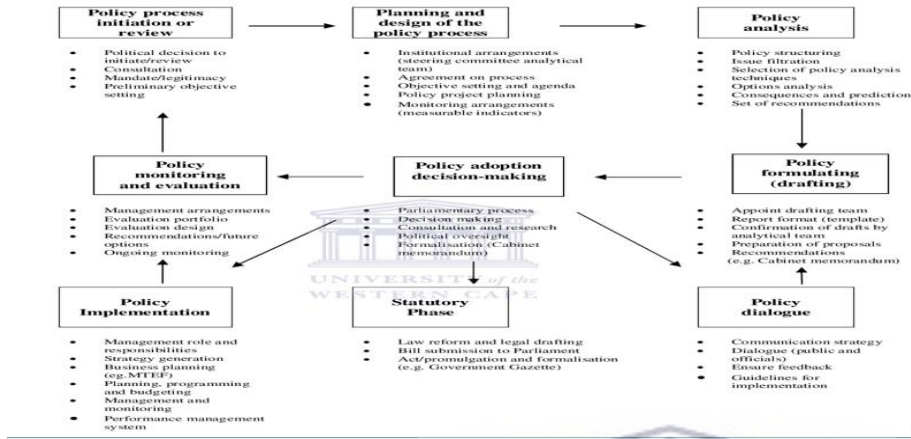 Policy process
initiation or
review
• Political decision to
initiate/review
• Consultation
• Mandate/legitimacy
• Preliminary objective
setting
Planning and
design of the
policy process
• Institutional arrangements
(steering committee analytical
team)
• Agreement on process
• Objective setting and agenda
• Policy project planning
• Monitoring arrangements
(measurable indicators)
Policy
analysis
• Policy structuring
• Issue filtration
• Selection of policy analysis
techniques
• Options analysis
• Consequences and prediction
• Set of recommendations
Policy
monitoring
and evaluation
• Management arrangements
• Evaluation portfolio
• Evaluation design
• Recommendations/future
options
• Ongoing monitoring
Policy adoption
decision-making
• Parliamentary process
• Decision making
• Consultation and research
• Political oversight
• Formalisation (Cabinet
memorandum)
Policy
formulating
(drafting)
• Appoint drafting team
• Report format (template)
• Confirmation of drafts by
analytical team
• Preparation of proposals
• Recommendations
(e.g. Cabinet memorandum)
UNIVERSITY of the
WESTERN CAPE
Policy
Implementation
• Management role and
responsibilities
• Strategy generation
• Business planning
(eg.MTEF)
• Planning, programming
and budgeting
• Management and
monitoring
• Performance management
system
Statutory
Phase
• Law reform and legal drafting
• Bill submission to Parliament
• Act/promulgation and formalisation
(e.g. Government Gazette)
Policy
dialogue
• Communication strategy
• Dialogue (public and
officials)
• Ensure feedback
• Guidelines for
implementation